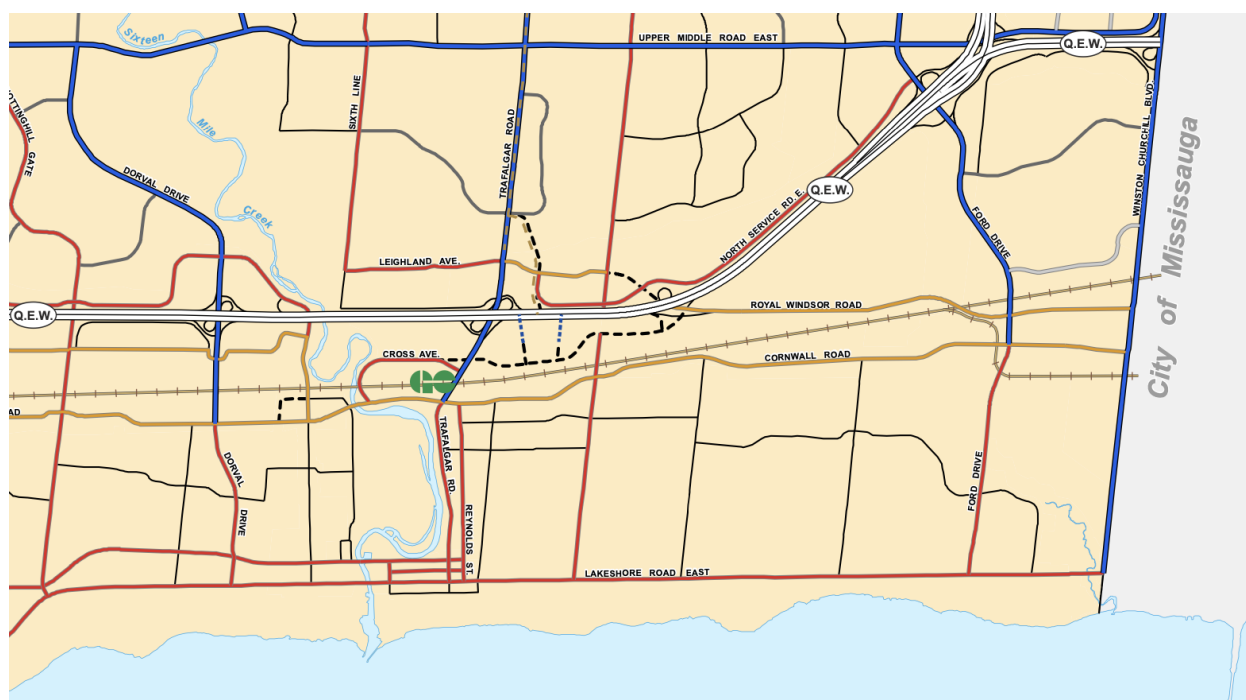 Sixteen
UPPER MIDDLE ROAD EAST
Q.E.W.
SIXTH LINE
TRAFALGAR ROAD
WINSTON CHURCHILL BLVD.
OTTINGHILL GATE
Mile
DORVAL DRIVE
Creek
City of Mississauga
Q.E.W.
NORTH SERVICE RD. E.
FORD DRIVE
LEIGHLAND AVE.
Q.E.W.
ROYAL WINDSOR ROAD
CROSS AVE.
CORNWALL ROAD
GO
AD
TRAFALGAR RD.
DORVAL DRIVE
FORD DRIVE
REYNOLDS ST.
LAKESHORE ROAD EAST